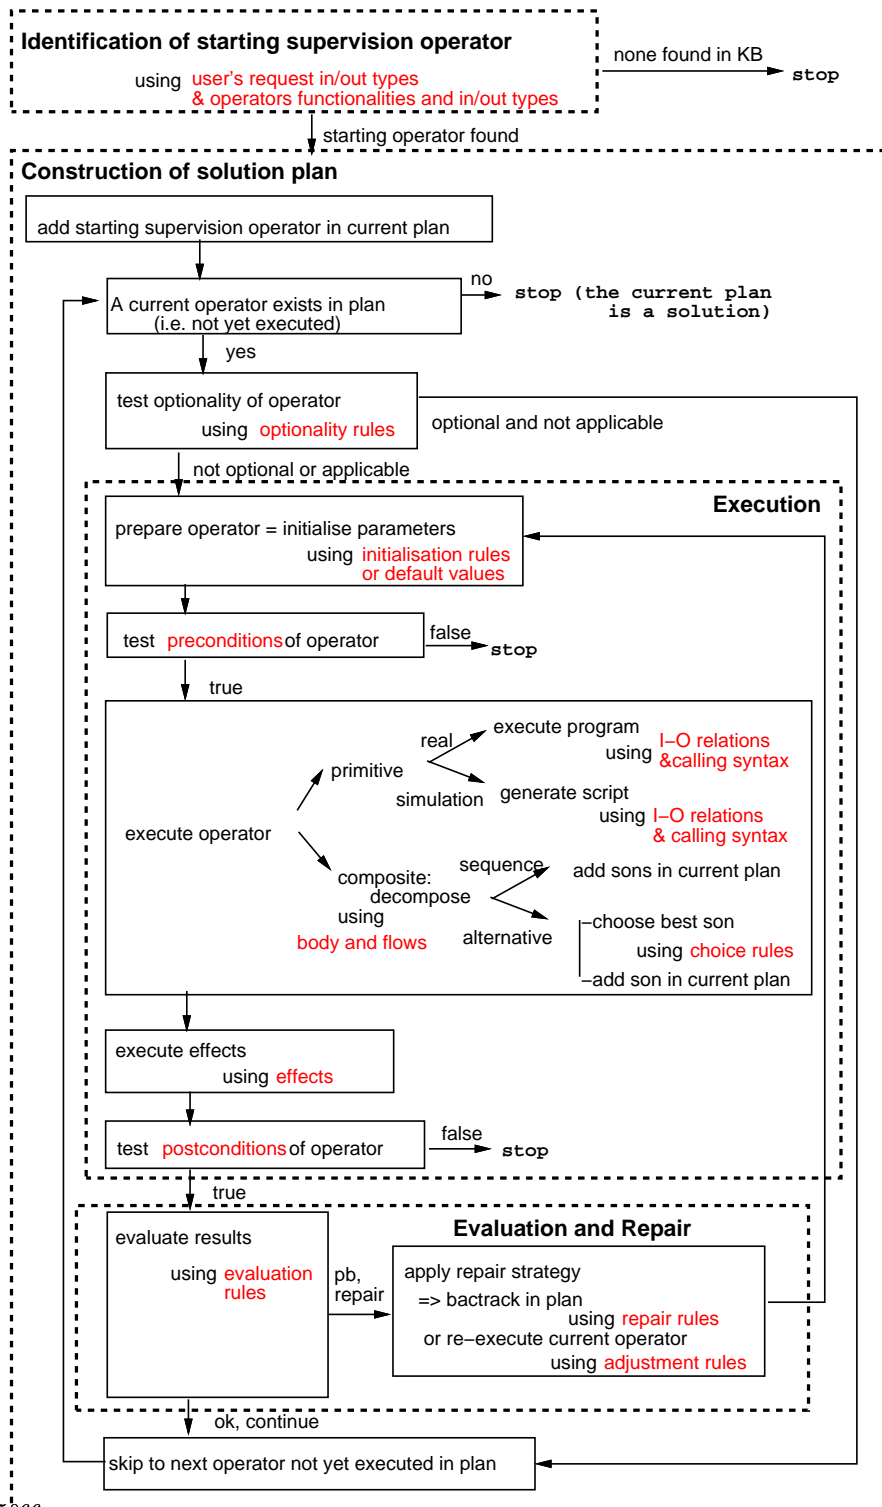 Identification of starting supervision operator
using user's request in/out types
& operators functionalities and in/out types
none found in KB
stop
starting operator found
Construction of solution plan
add starting supervision operator in current plan
A current operator exists in plan
(i.e. not yet executed)
no
stop (the current plan
is a solution)
yes
test optionality of operator
using optionality rules
optional and not applicable
not optional or applicable
Execution
prepare operator = initialise parameters
using initialisation rules
or default values
test preconditions of operator
false
stop
true
execute operator
primitive
real
execute program
using I−O relations
&calling syntax
simulation
generate script
using I−O relations
& calling syntax
composite:
decompose
using
body and flows
sequence
add sons in current plan
alternative
−choose best son
using choice rules
−add son in current plan
execute effects
using effects
test postconditions of operator
false
stop
true
Evaluation and Repair
evaluate results
using evaluation
rules
pb,
repair
apply repair strategy
=> bactrack in plan
using repair rules
or re−execute current operator
using adjustment rules
ok, continue
skip to next operator not yet executed in plan